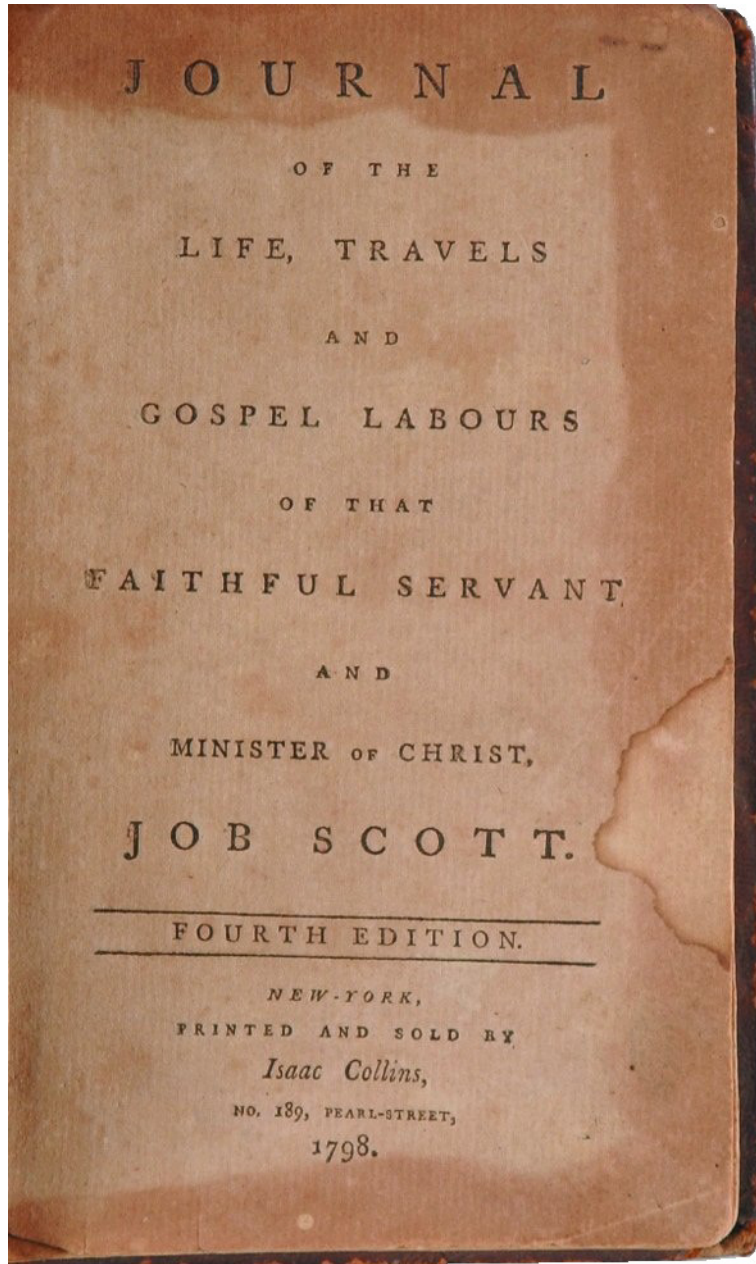 JOURNAL
OF THE
LIFE, TRAVELS
AND
GOSPEL LABOURS
OF THAT
FAITHFUL SERVANT
AND
MINISTER OF CHRIST,
JOB SCOTT.
FOURTH EDITION.
NEW-YORK,
PRINTED AND SOLD BY
Isaac Collins,
NO. 189, PEARL-STREET,
1798.